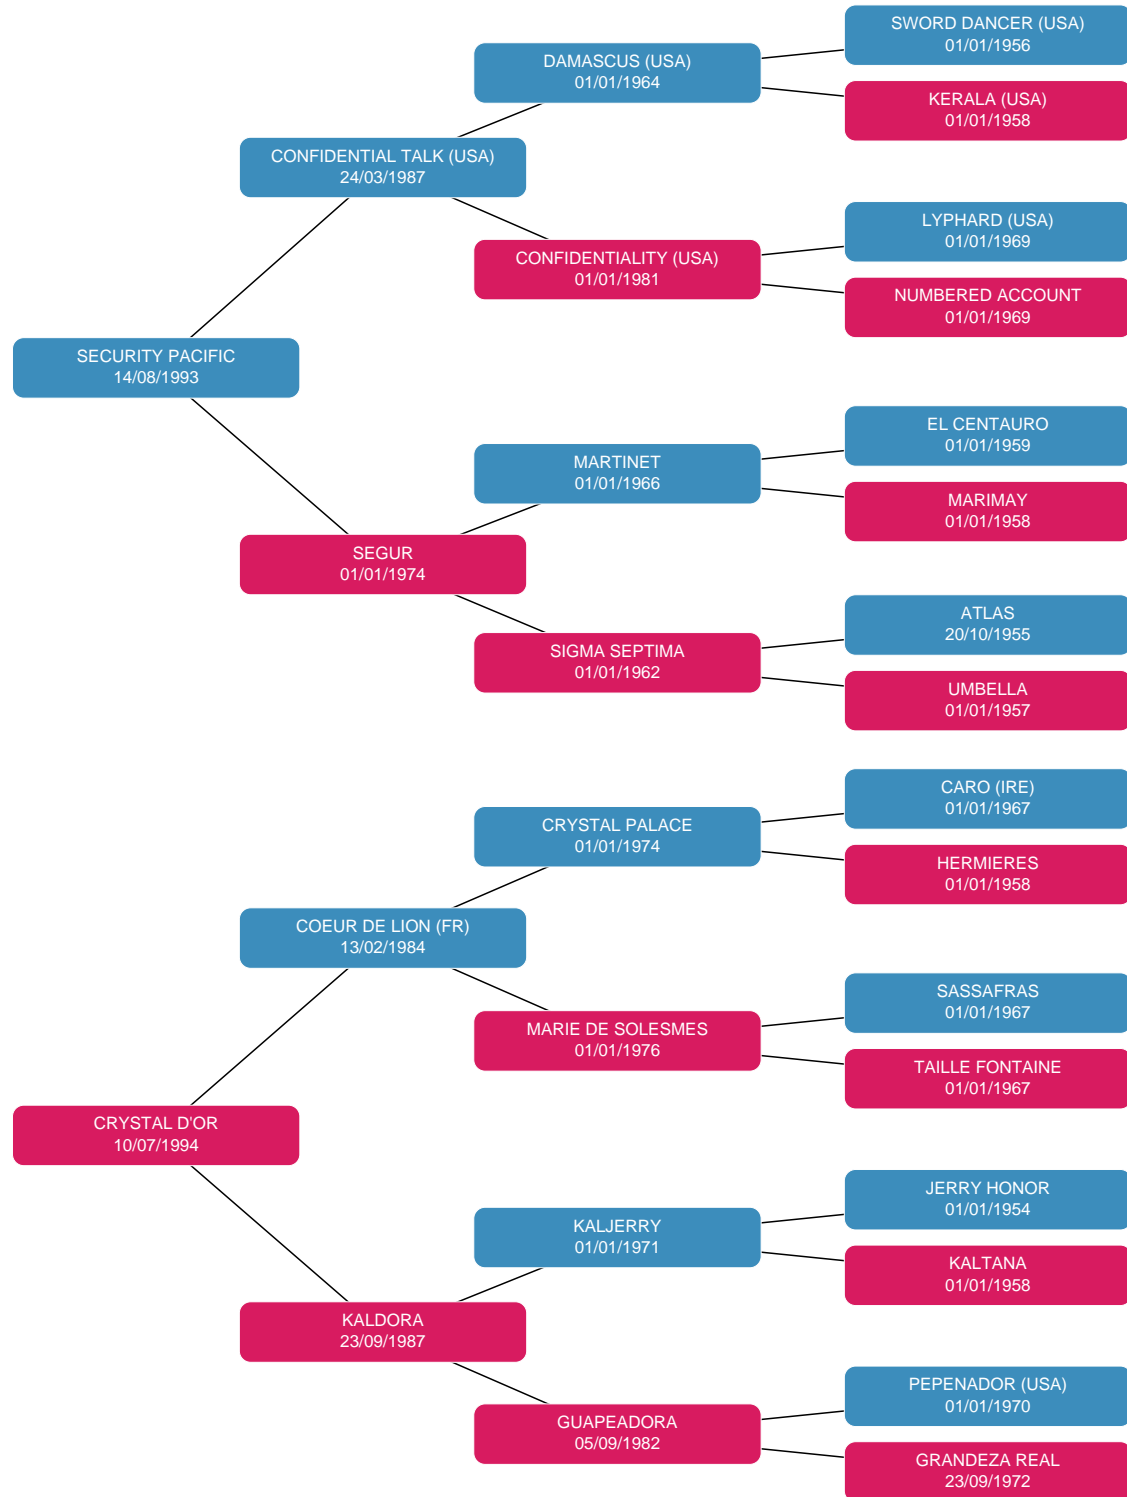 SWORD DANCER (USA)
01/01/1956
DAMASCUS (USA)
01/01/1964
KERALA (USA)
01/01/1958
CONFIDENTIAL TALK (USA)
24/03/1987
LYPHARD (USA)
01/01/1969
CONFIDENTIALITY (USA)
01/01/1981
NUMBERED ACCOUNT
01/01/1969
SECURITY PACIFIC
14/08/1993
EL CENTAURO
01/01/1959
MARTINET
01/01/1966
MARIMAY
01/01/1958
SEGUR
01/01/1974
ATLAS
20/10/1955
SIGMA SEPTIMA
01/01/1962
UMBELLA
01/01/1957
CARO (IRE)
01/01/1967
CRYSTAL PALACE
01/01/1974
HERMIERES
01/01/1958
COEUR DE LION (FR)
13/02/1984
SASSAFRAS
01/01/1967
MARIE DE SOLESMES
01/01/1976
TAILLE FONTAINE
01/01/1967
CRYSTAL D'OR
10/07/1994
JERRY HONOR
01/01/1954
KALJERRY
01/01/1971
KALTANA
01/01/1958
KALDORA
23/09/1987
PEPENADOR (USA)
01/01/1970
GUAPEADORA
05/09/1982
GRANDEZA REAL
23/09/1972